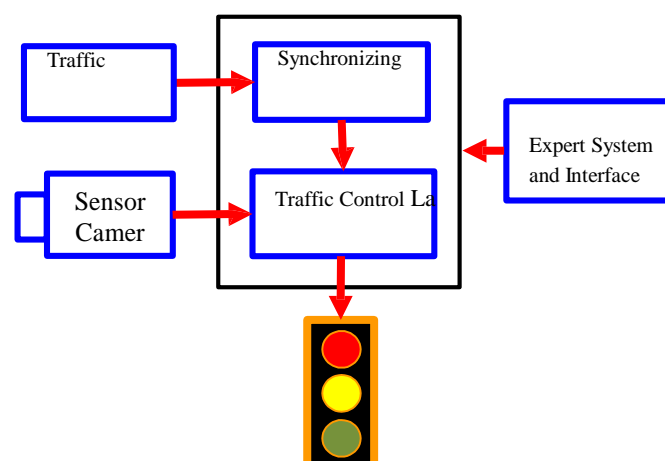 Traffic
Synchronizing
Expert System
and Interface
Sensor
Camer
Traffic Control La